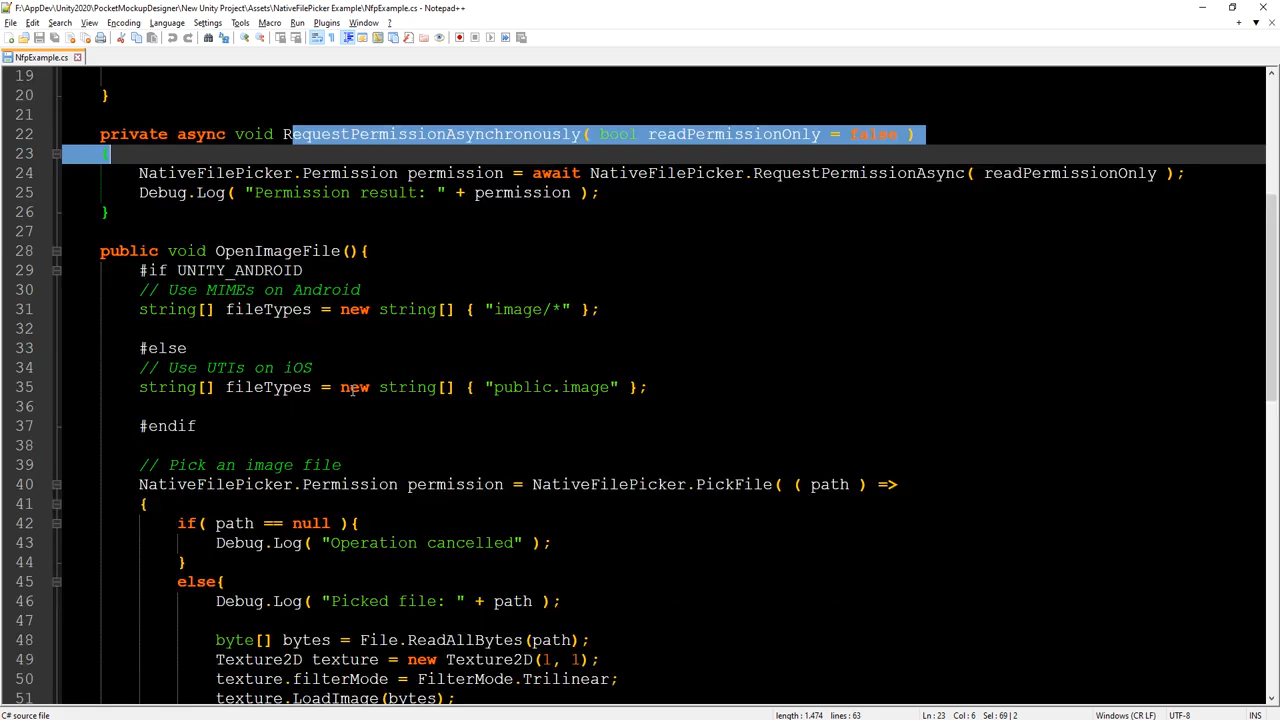 F:\AppDev\Unity2020\PocketMockupDesigner\New Unity Project\Assets\NativeFilePicker Example\NfpExample.cs - Notepad++
File Edit Search View Encoding Language Settings Tools Macro Run Plugins Window ?
NfpExample.cs
19
20 }
21
22 private async void RequestPermissionAsynchronously( bool readPermissionOnly = false )
23 {
24 NativeFilePicker.Permission permission = await NativeFilePicker.RequestPermissionAsync( readPermissionOnly );
25 Debug.Log( "Permission result: " + permission );
26 }
27
28 public void OpenImageFile(){
29 #if UNITY_ANDROID
30 // Use MIMEs on Android
31 string[] fileTypes = new string[] { "image/*" };
32
33 #else
34 // Use UTIs on iOS
35 string[] fileTypes = new string[] { "public.image" };
36
37 #endif
38
39 // Pick an image file
40 NativeFilePicker.Permission permission = NativeFilePicker.PickFile( ( path ) =>
41 {
42 if( path == null ){
43 Debug.Log( "Operation cancelled" );
44 }
45 else{
46 Debug.Log( "Picked file: " + path );
47
48 byte[] bytes = File.ReadAllBytes(path);
49 Texture2D texture = new Texture2D(1, 1);
50 texture.filterMode = FilterMode.Trilinear;
51 texture.LoadImage(bytes);
C# source file length : 1.474 lines : 63 Ln : 23 Col : 6 Sel : 69 | 2 Windows (CR LF) UTF-8 INS